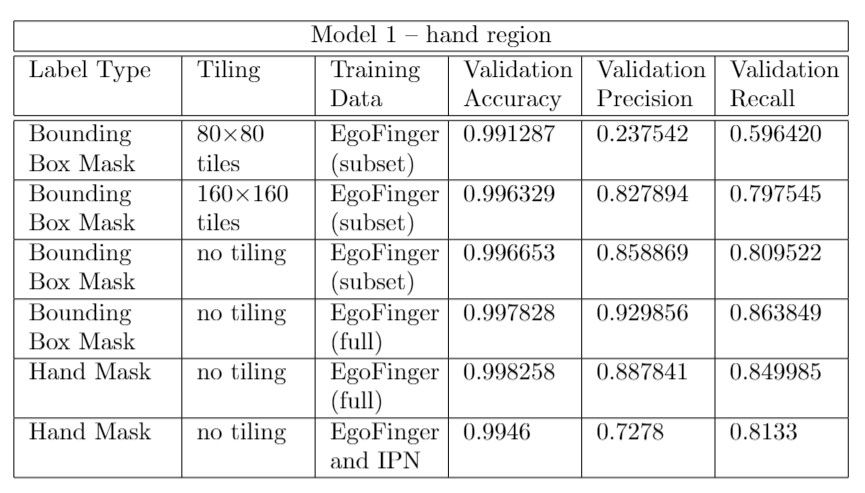 Model 1 – hand region
Label Type Tiling Training Data Validation Accuracy Validation Precision Validation Recall
Bounding Box Mask 80×80 tiles EgoFinger (subset) 0.991287 0.237542 0.596420
Bounding Box Mask 160×160 tiles EgoFinger (subset) 0.996329 0.827894 0.797545
Bounding Box Mask no tiling EgoFinger (subset) 0.996653 0.858869 0.809522
Bounding Box Mask no tiling EgoFinger (full) 0.997828 0.929856 0.863849
Hand Mask no tiling EgoFinger (full) 0.998258 0.887841 0.849985
Hand Mask no tiling EgoFinger and IPN 0.9946 0.7278 0.8133